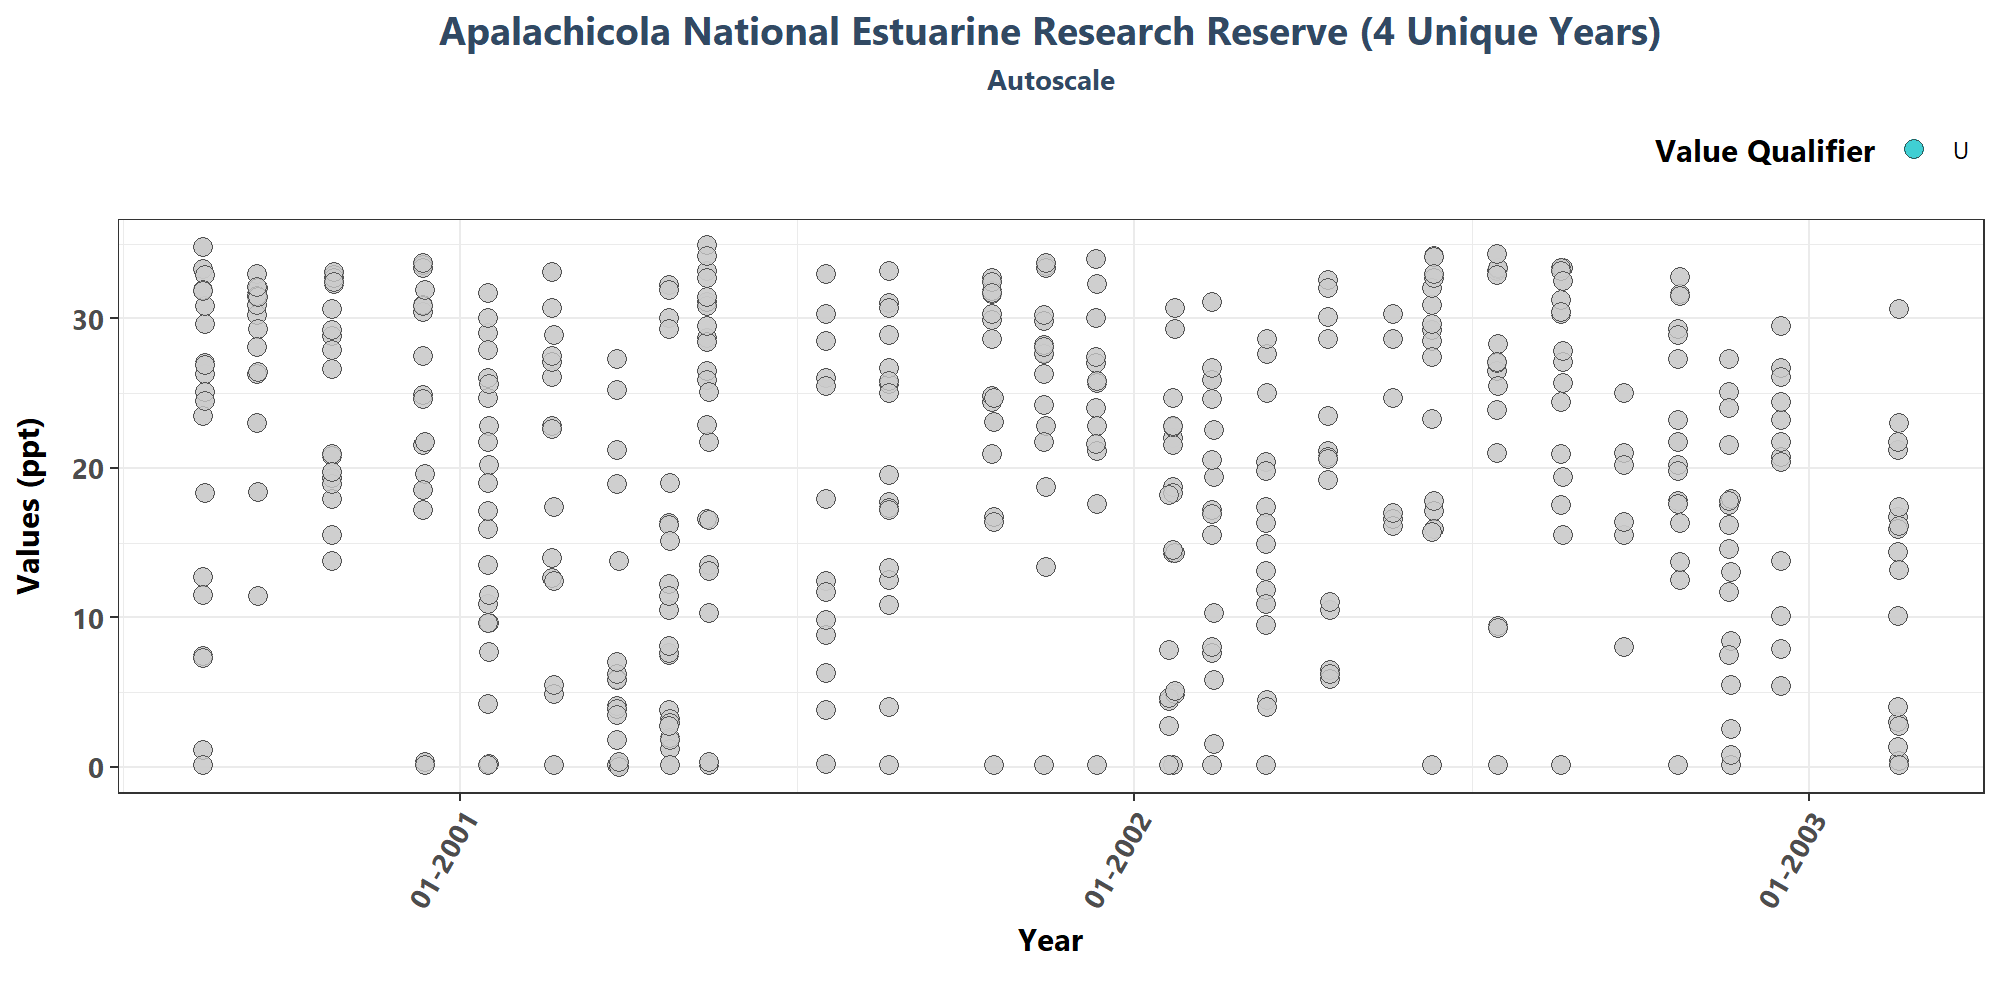 Apalachicola National Estuarine Research Reserve (4 Unique Years)
Autoscale
Value Qualifier U
Values (ppt)
30
20
10
0
01-2001
01-2002
01-2003
Year